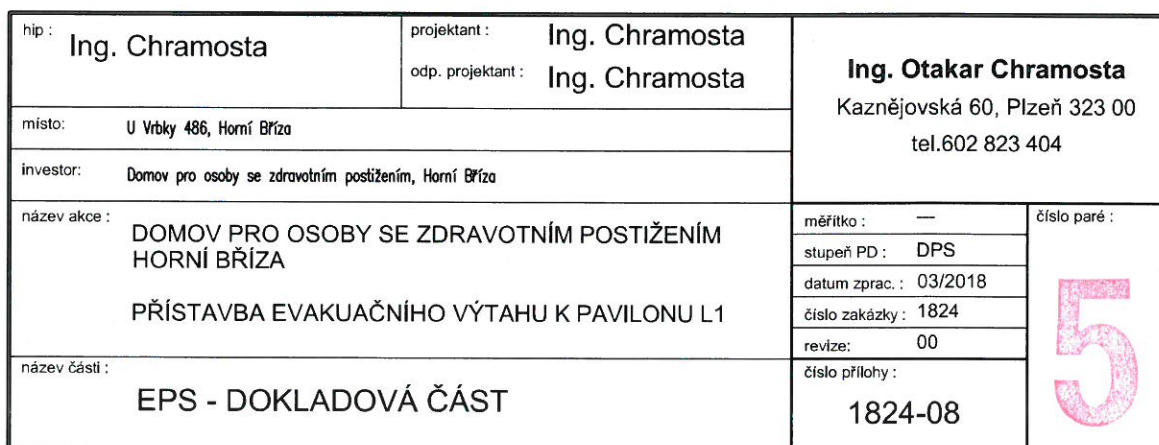 hip : Ing. Chramosta
projektant : Ing. Chramosta
odp. projektant : Ing. Chramosta
Ing. Otakar Chramosta
Kaznějovská 60, Plzeň 323 00
tel.602 823 404
místo: U Vrbky 486, Horní Bříza
investor: Domov pro osoby se zdravotním postižením, Horní Bříza
název akce :
DOMOV PRO OSOBY SE ZDRAVOTNÍM POSTIŽENÍM
HORNÍ BŘÍZA
PŘÍSTAVBA EVAKUAČNÍHO VÝTAHU K PAVILONU L1
měřítko : —
stupeň PD : DPS
datum zprac. : 03/2018
číslo zakázky : 1824
revize: 00
číslo paré :
5
název části :
EPS - DOKLADOVÁ ČÁST
číslo přílohy :
1824-08